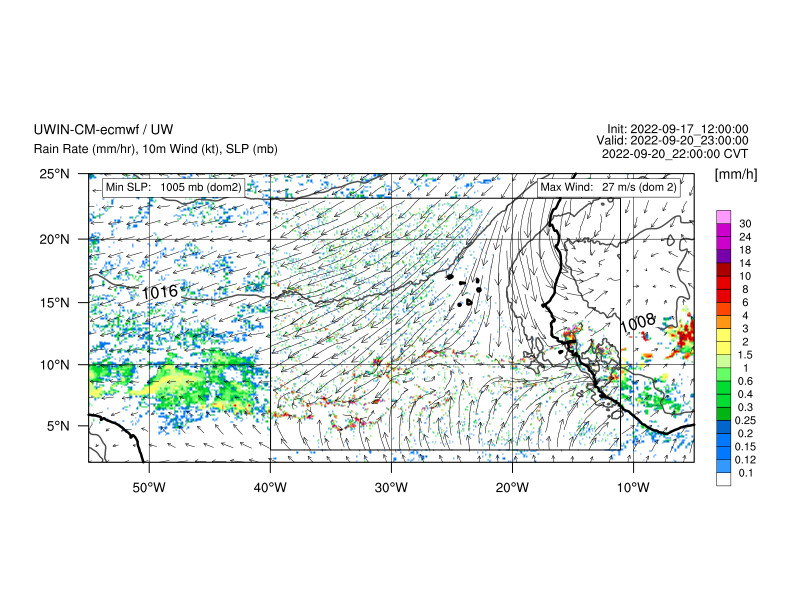 UWIN-CM-ecmwf / UW
Init: 2022-09-17_12:00:00
Rain Rate (mm/hr), 10m Wind (kt), SLP (mb)
Valid: 2022-09-20_23:00:00
2022-09-20_22:00:00 CVT
25°N
[mm/h]
Min SLP: 1005 mb (dom2)
Max Wind: 27 m/s (dom 2)
20°N
15°N
10°N
5°N
1016
1008
30
24
18
14
10
8
6
4
3
2
1.5
1
0.6
0.4
0.3
0.25
0.2
0.15
0.12
0.1
50°W
40°W
30°W
20°W
10°W